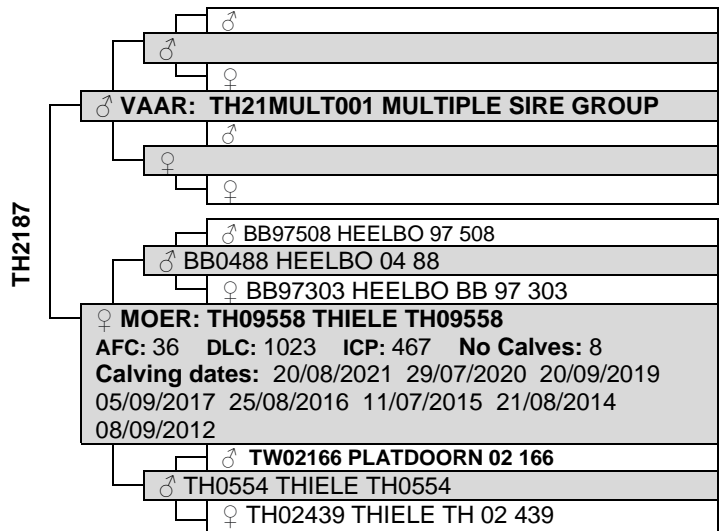 ♂
♂
♀
♂ VAAR: TH21MULT001 MULTIPLE SIRE GROUP
♂
♀
♀
TH2187
♂ BB97508 HEELBO 97 508
♂ BB0488 HEELBO 04 88
♀ BB97303 HEELBO BB 97 303
♀ MOER: TH09558 THIELE TH09558
AFC: 36 DLC: 1023 ICP: 467 No Calves: 8
Calving dates: 20/08/2021 29/07/2020 20/09/2019
05/09/2017 25/08/2016 11/07/2015 21/08/2014
08/09/2012
♂ TW02166 PLATDOORN 02 166
♂ TH0554 THIELE TH0554
♀ TH02439 THIELE TH 02 439